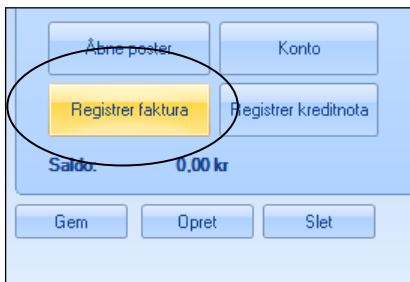 Åbne poster Konto
Registrer faktura Registrer kreditnota
Saldo: 0,00 kr
Gem Opret Slet